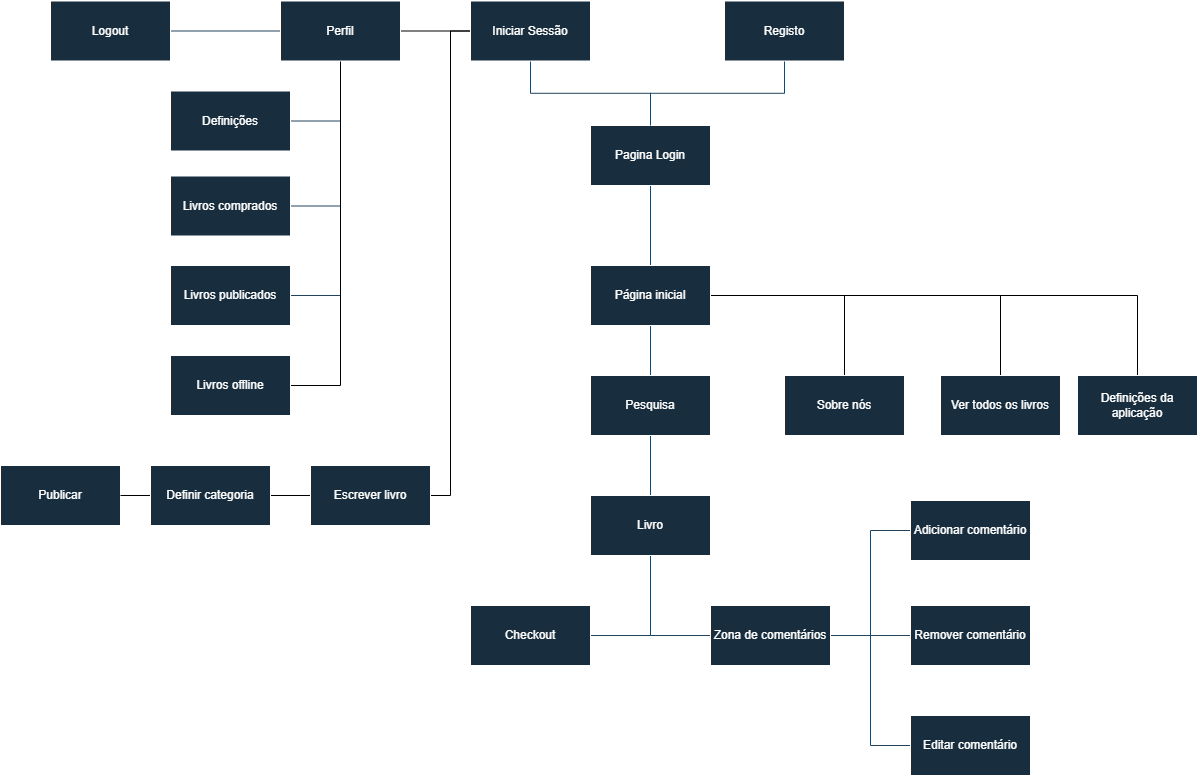 Logout
Perfil
Iniciar Sessão
Registo
Definições
Pagina Login
Livros comprados
Livros publicados
Página inicial
Livros offline
Pesquisa
Sobre nós
Ver todos os livros
Definições da
aplicação
Publicar
Definir categoria
Escrever livro
Livro
Adicionar comentário
Checkout
Zona de comentários
Remover comentário
Editar comentário